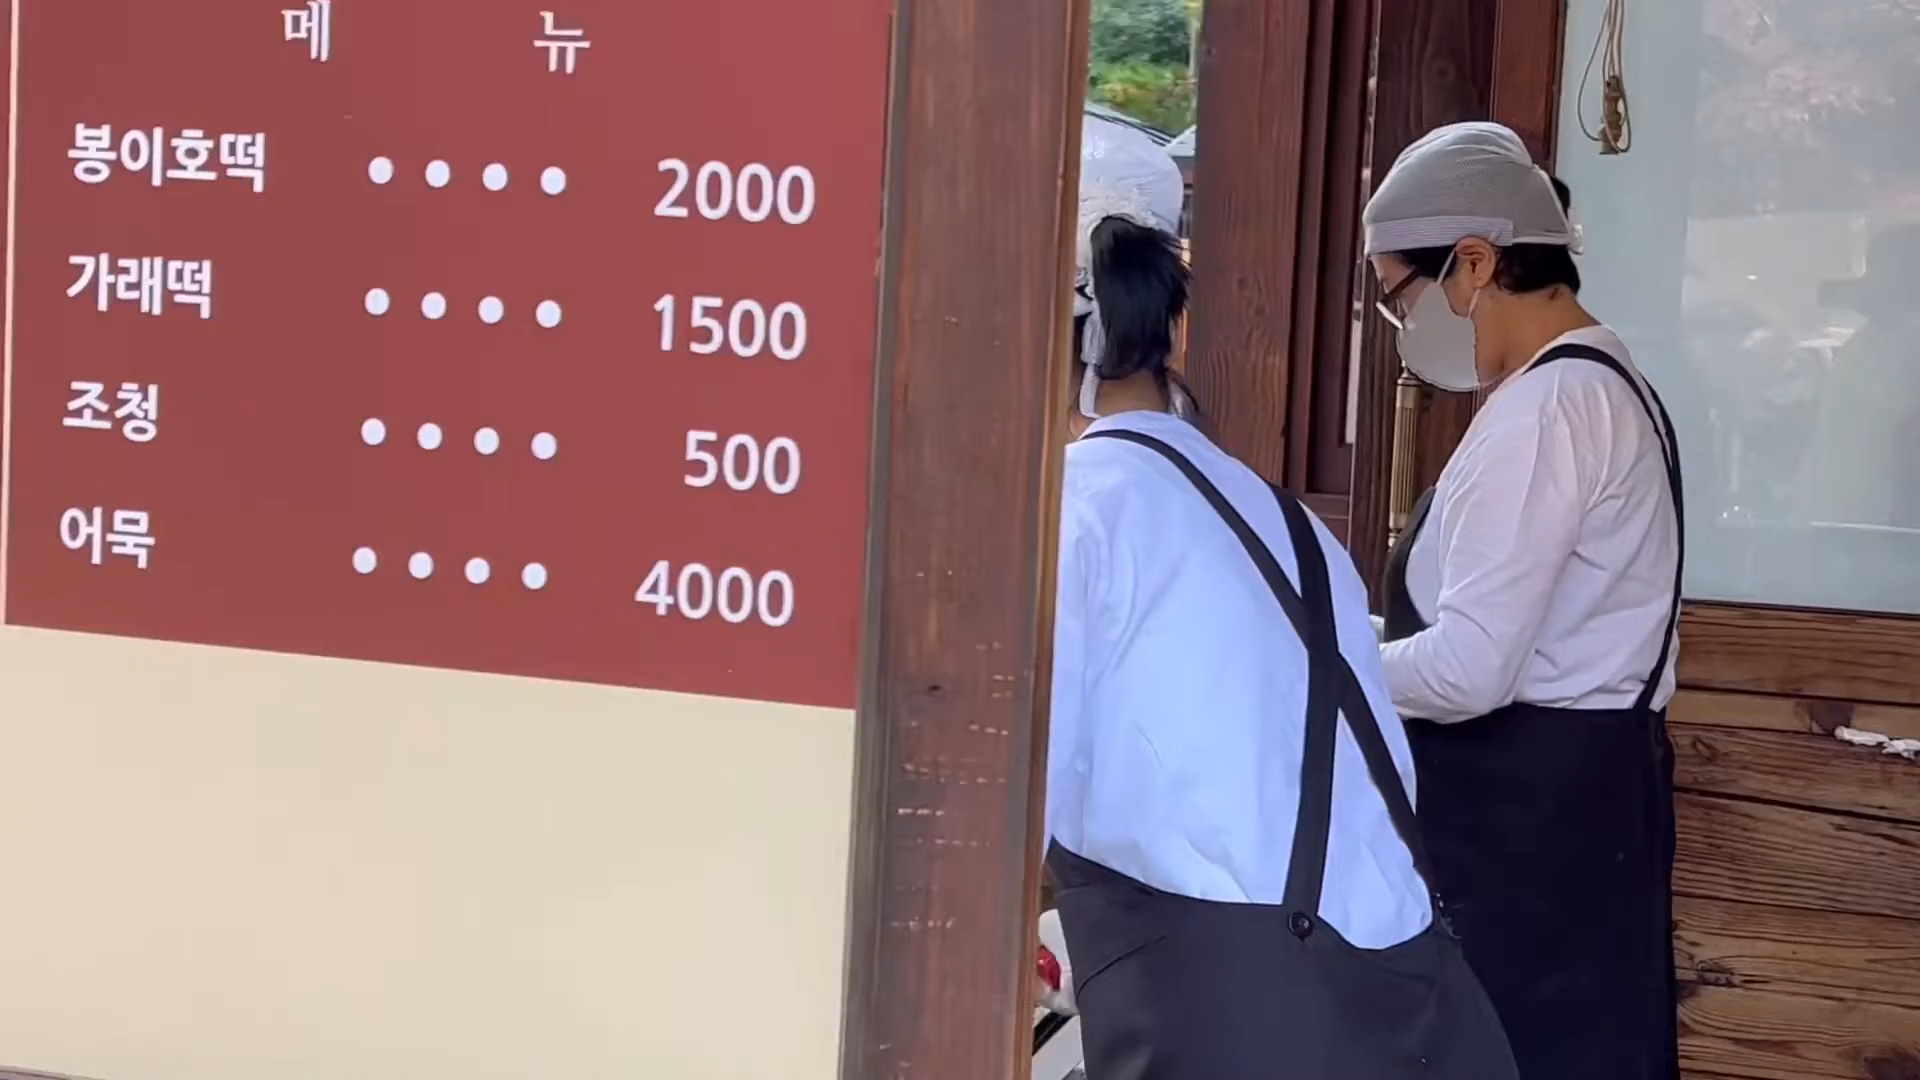 메 뉴
봉이호떡 • • • • 2000
가래떡 • • • • 1500
조청 • • • • 500
어묵 • • • • 4000